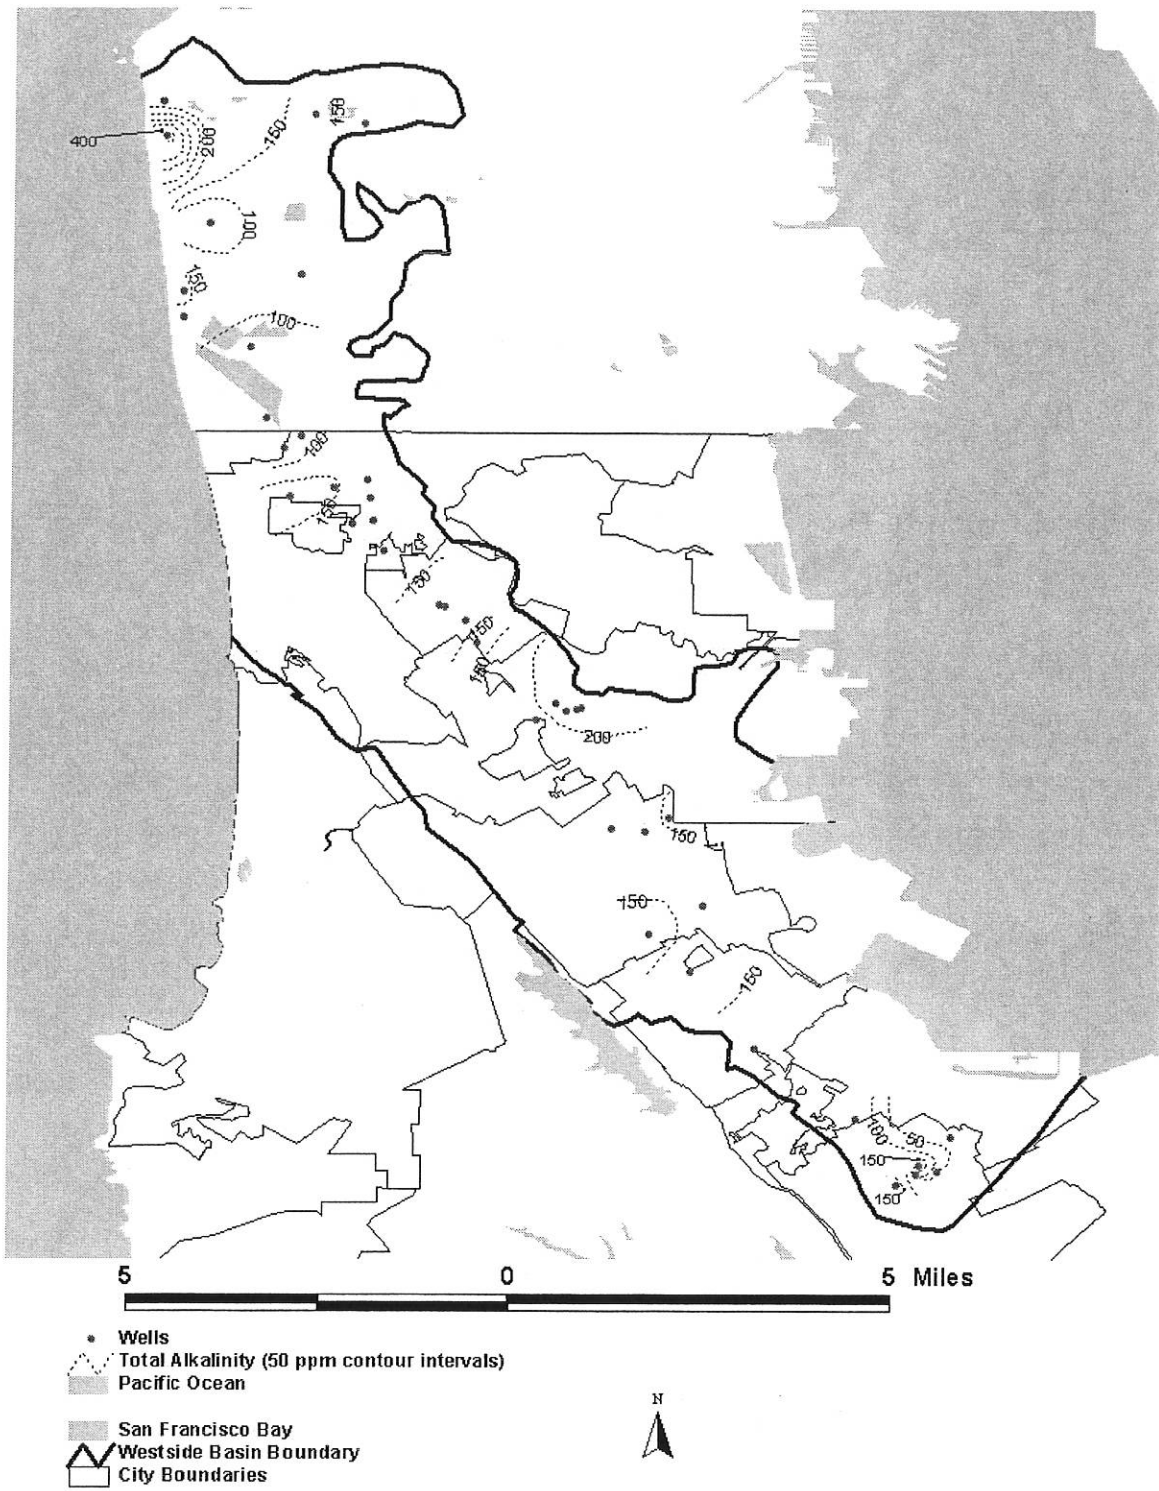 150
150
400
200
100
150
100
100
150
150
150
150
200
150
150
150
100
50
150
150
5 0 5 Miles
Wells
Total Alkalinity (50 ppm contour intervals)
Pacific Ocean
N
San Francisco Bay
Westside Basin Boundary
City Boundaries